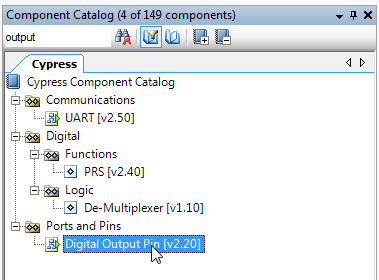 Component Catalog (4 of 149 components)
output
Cypress
Cypress Component Catalog
Communications
UART [v2.50]
Digital
Functions
PRS [v2.40]
Logic
De-Multiplexer [v1.10]
Ports and Pins
Digital Output Pin [v2.20]